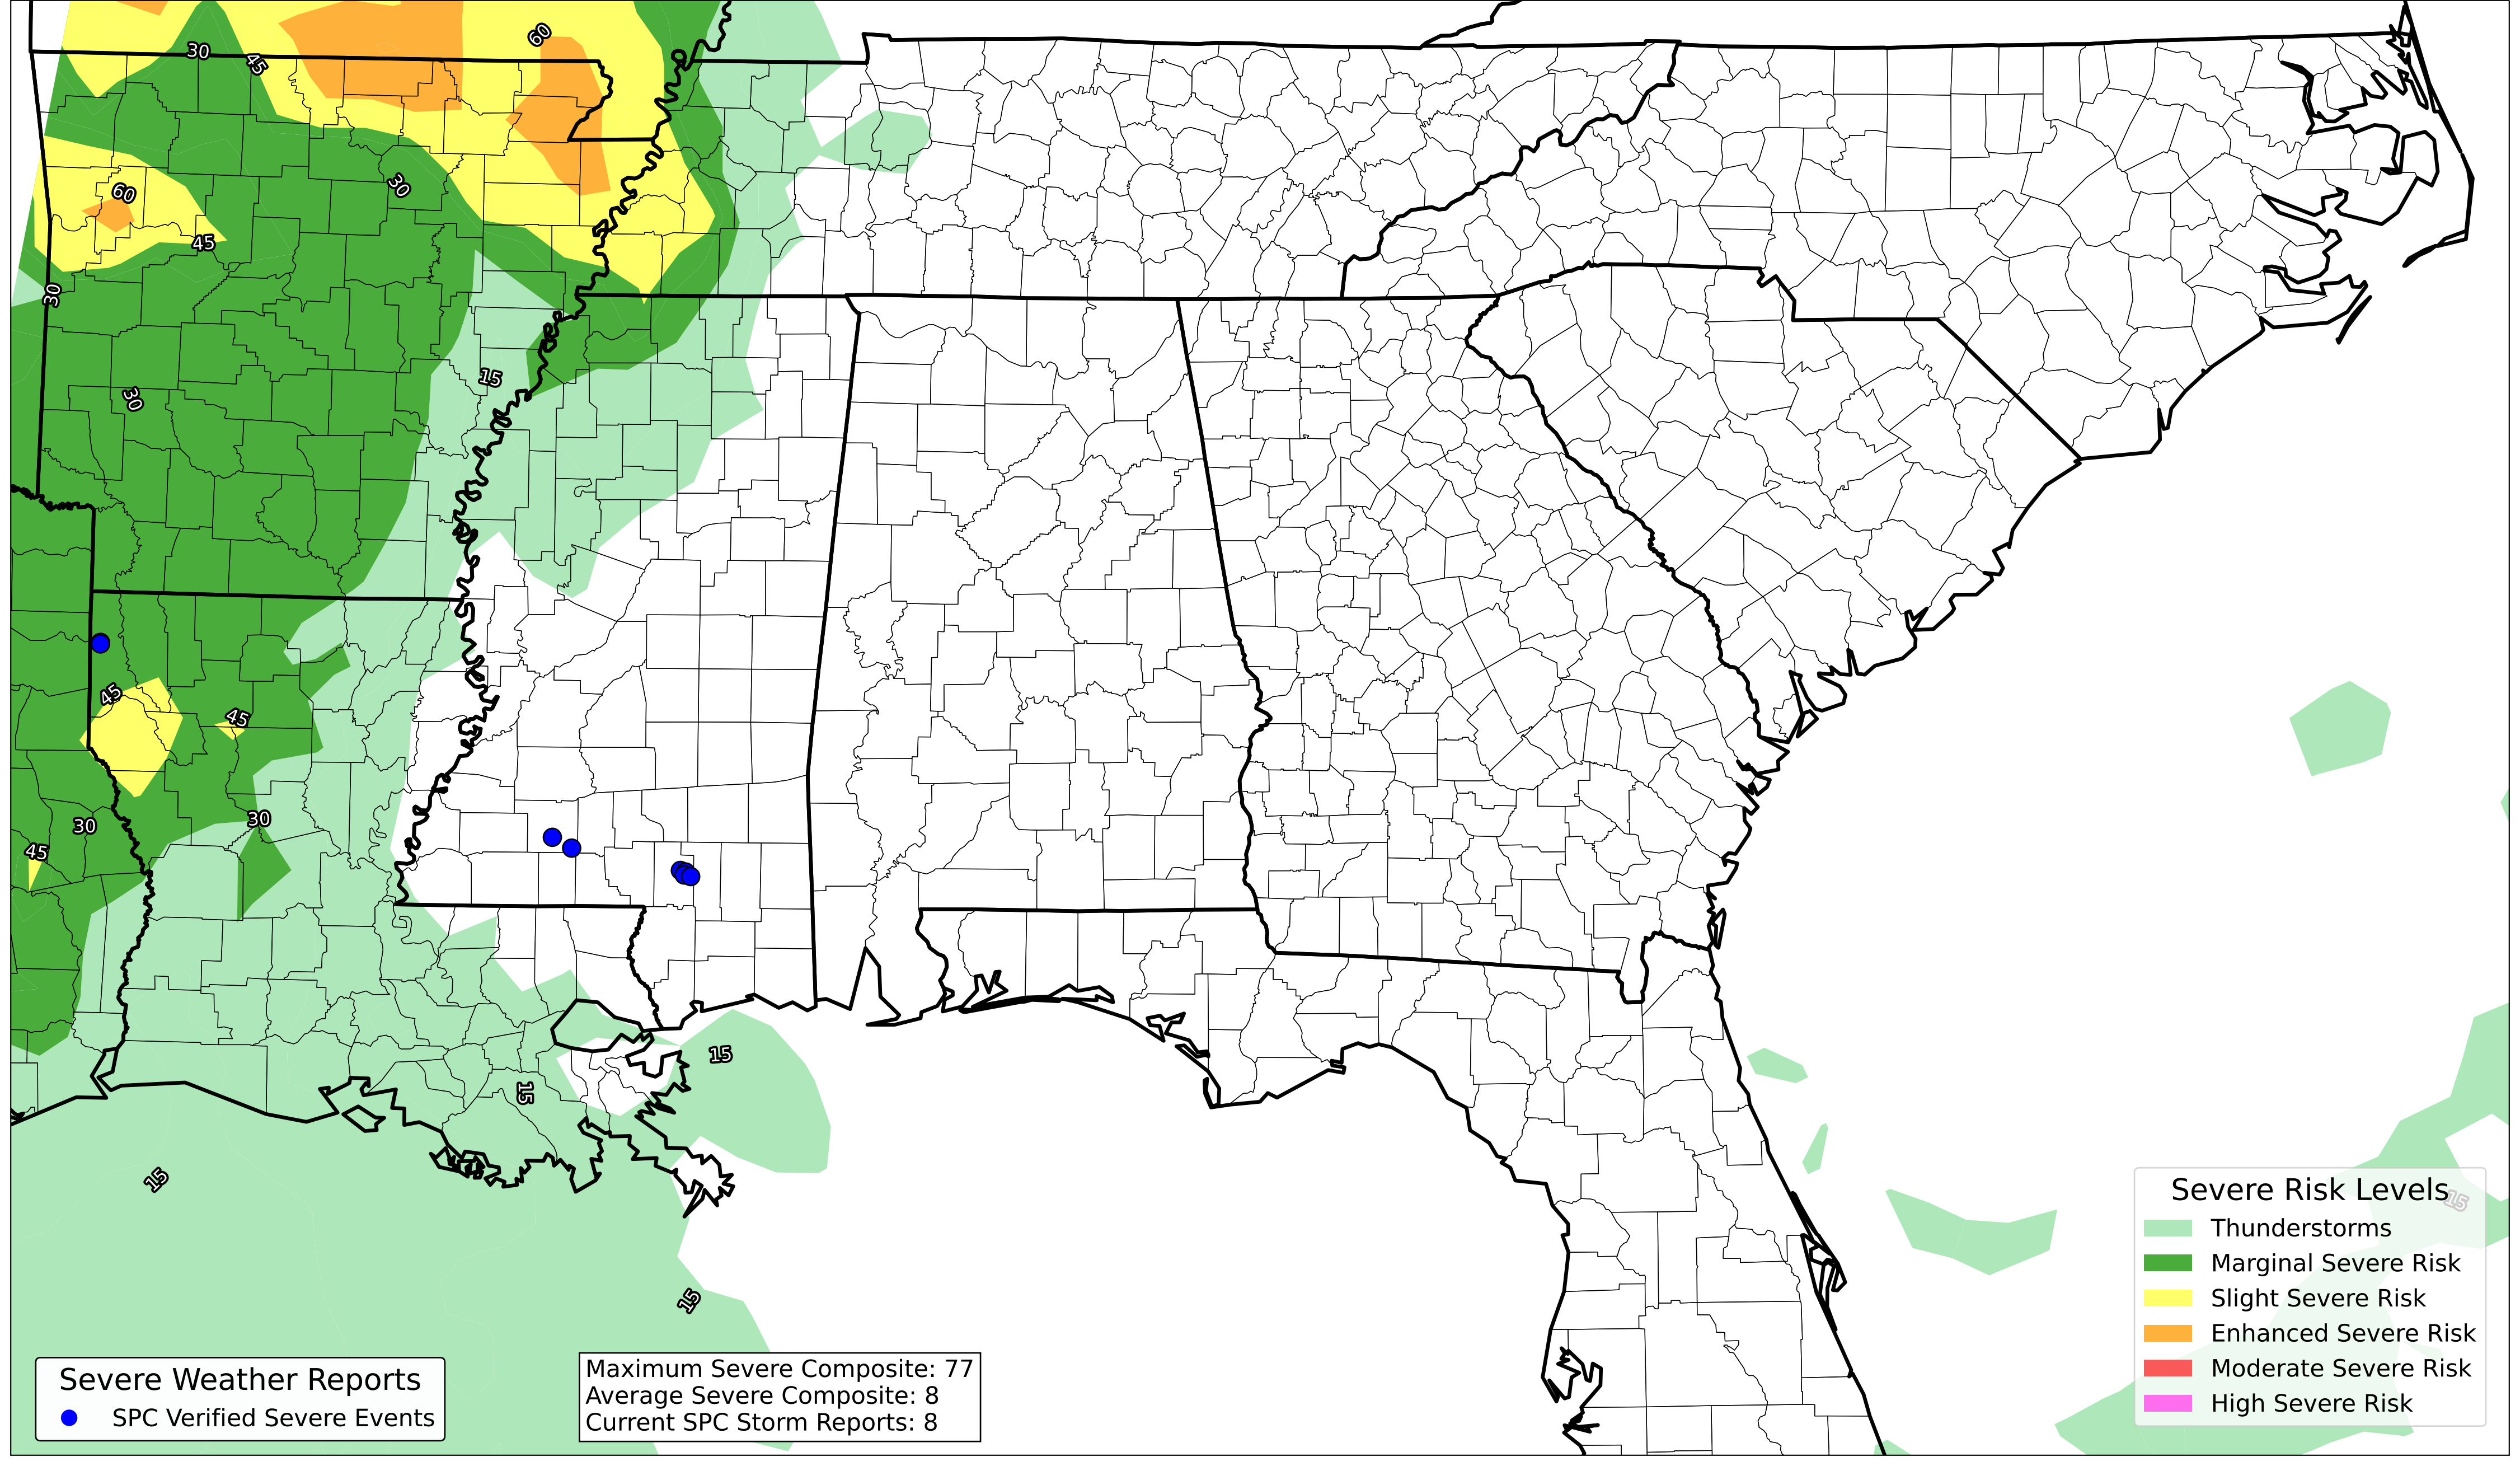 60
30
45
60
30
45
30
15
30
45
45
30
30
45
15
15
15
15
15
Severe Risk Levels
Thunderstorms
Marginal Severe Risk
Slight Severe Risk
Enhanced Severe Risk
Moderate Severe Risk
High Severe Risk
Severe Weather Reports
SPC Verified Severe Events
Maximum Severe Composite: 77
Average Severe Composite: 8
Current SPC Storm Reports: 8